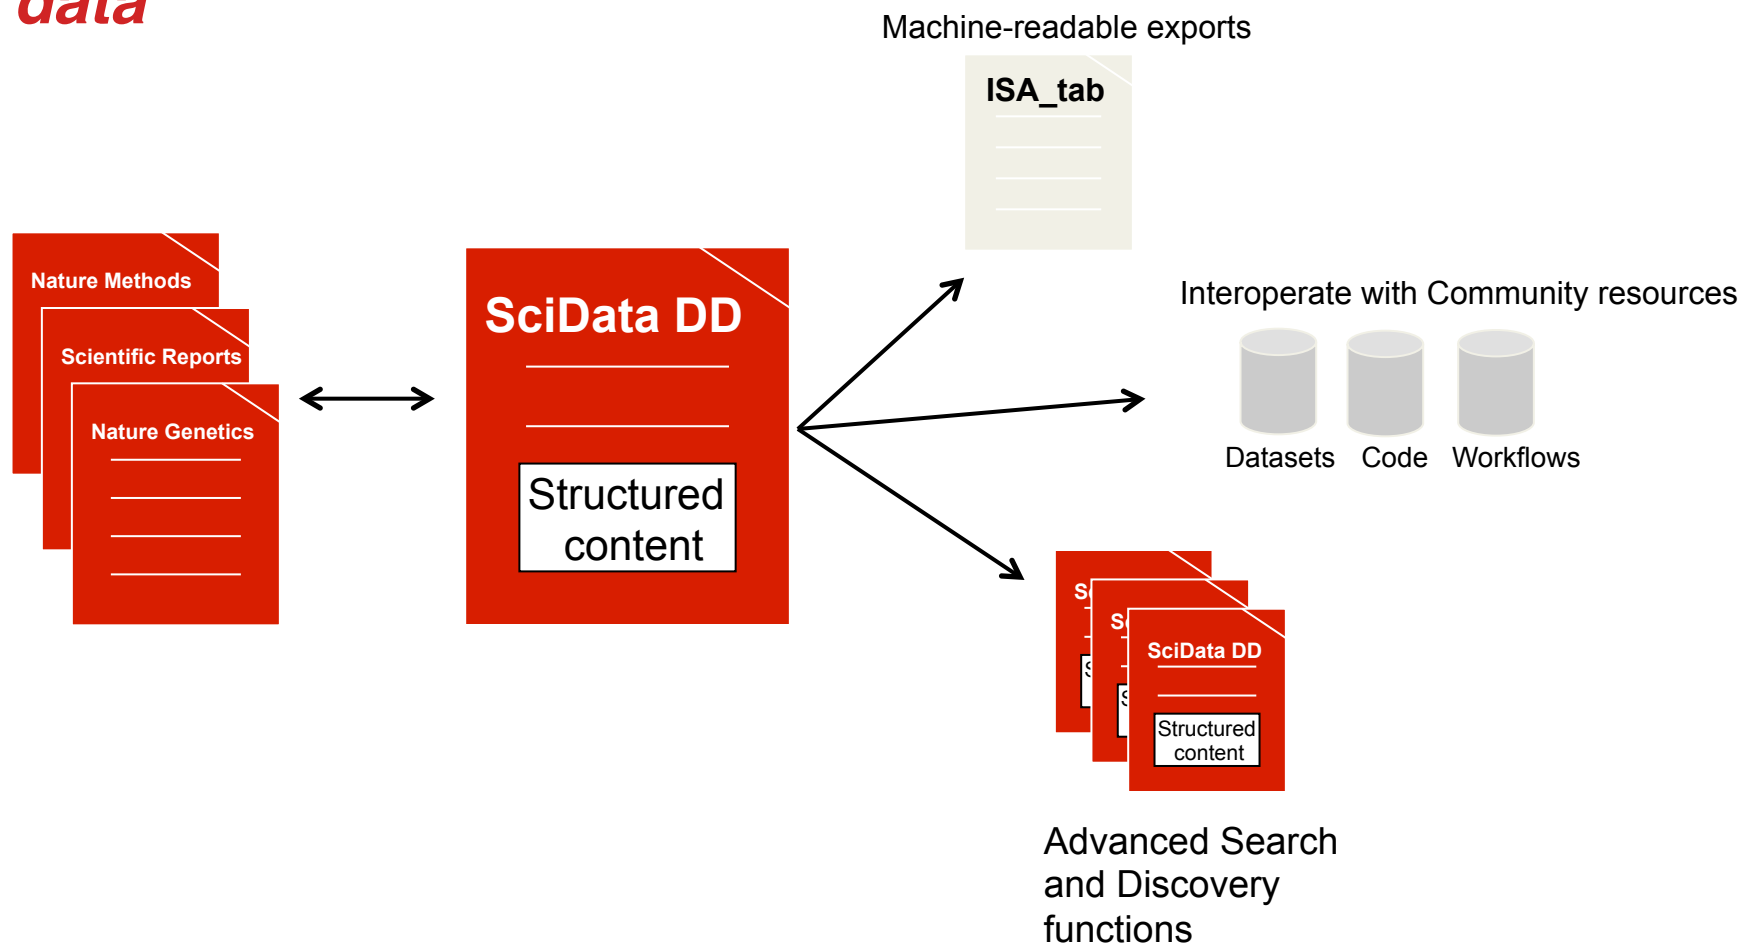 data
Machine-readable exports
ISA_tab
Nature Methods
Scientific Reports
Nature Genetics
SciData DD
Structured
content
Interoperate with Community resources
Datasets Code Workflows
S
S
SciData DD
S
S
Structured
content
Advanced Search
and Discovery
functions